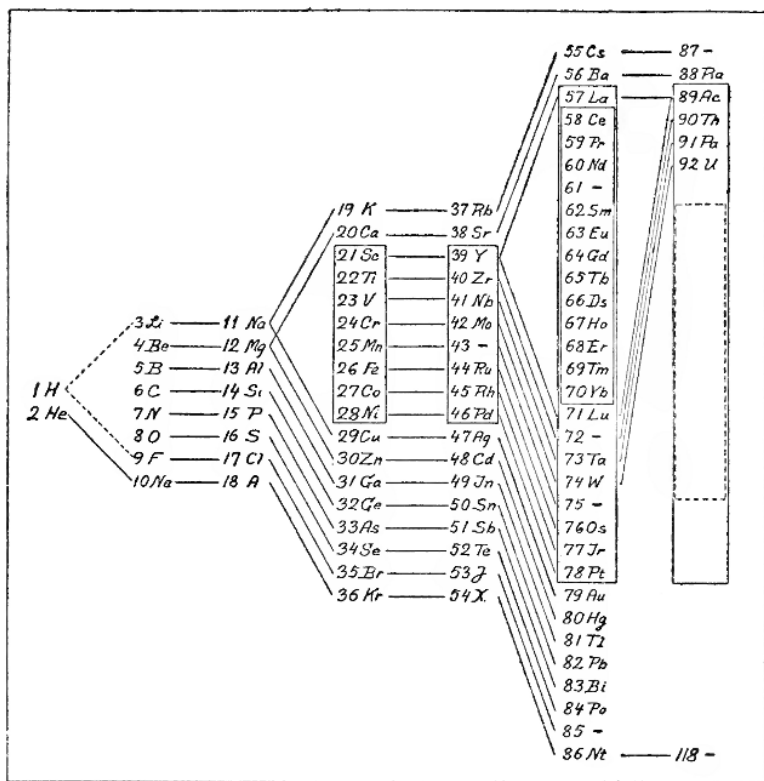 1 H
2 He
3 Li
4 Be
5 B
6 C
7 N
8 O
9 F
10 Ne
11 Na
12 Mg
13 Al
14 Si
15 P
16 S
17 Cl
18 A
19 K
20 Ca
21 Sc
22 Ti
23 V
24 Cr
25 Mn
26 Fe
27 Co
28 Ni
29 Cu
30 Zn
31 Ga
32 Ge
33 As
34 Se
35 Br
36 Kr
37 Rb
38 Sr
39 Y
40 Zr
41 Nb
42 Mo
43 -
44 Ru
45 Rh
46 Pd
47 Ag
48 Cd
49 Jn
50 Sn
51 Sb
52 Te
53 J
54 X
55 Cs
56 Ba
57 La
58 Ce
59 Pr
60 Nd
61 -
62 Sm
63 Eu
64 Gd
65 Tb
66 Ds
67 Ho
68 Er
69 Tm
70 Yb
71 Lu
72 -
73 Ta
74 W
75 -
76 Os
77 Jr
78 Pt
79 Au
80 Hg
81 Tl
82 Pb
83 Bi
84 Po
85 -
86 Nt
87 -
88 Ra
89 Ac
90 Th
91 Pa
92 U
118 -